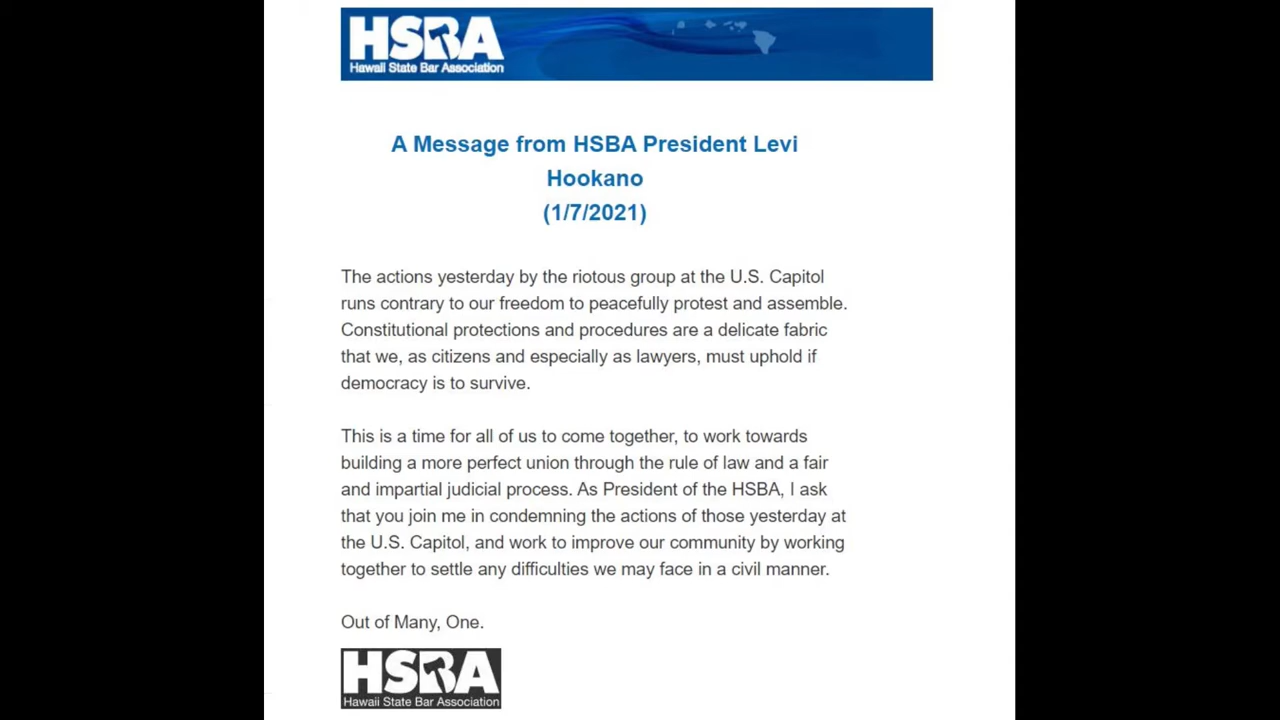 HSBA
Hawaii State Bar Association
A Message from HSBA President Levi
Hookano
(1/7/2021)
The actions yesterday by the riotous group at the U.S. Capitol
runs contrary to our freedom to peacefully protest and assemble.
Constitutional protections and procedures are a delicate fabric
that we, as citizens and especially as lawyers, must uphold if
democracy is to survive.
This is a time for all of us to come together, to work towards
building a more perfect union through the rule of law and a fair
and impartial judicial process. As President of the HSBA, I ask
that you join me in condemning the actions of those yesterday at
the U.S. Capitol, and work to improve our community by working
together to settle any difficulties we may face in a civil manner.
Out of Many, One.
HSBA
Hawaii State Bar Association